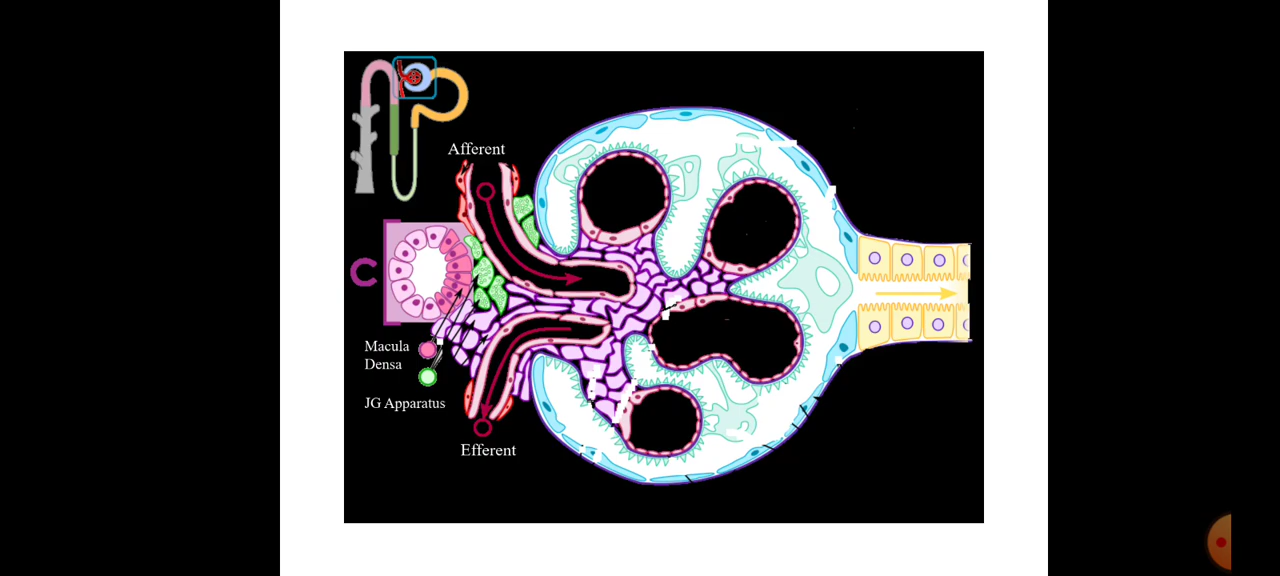 Afferent
C
Macula
Densa
JG Apparatus
Efferent